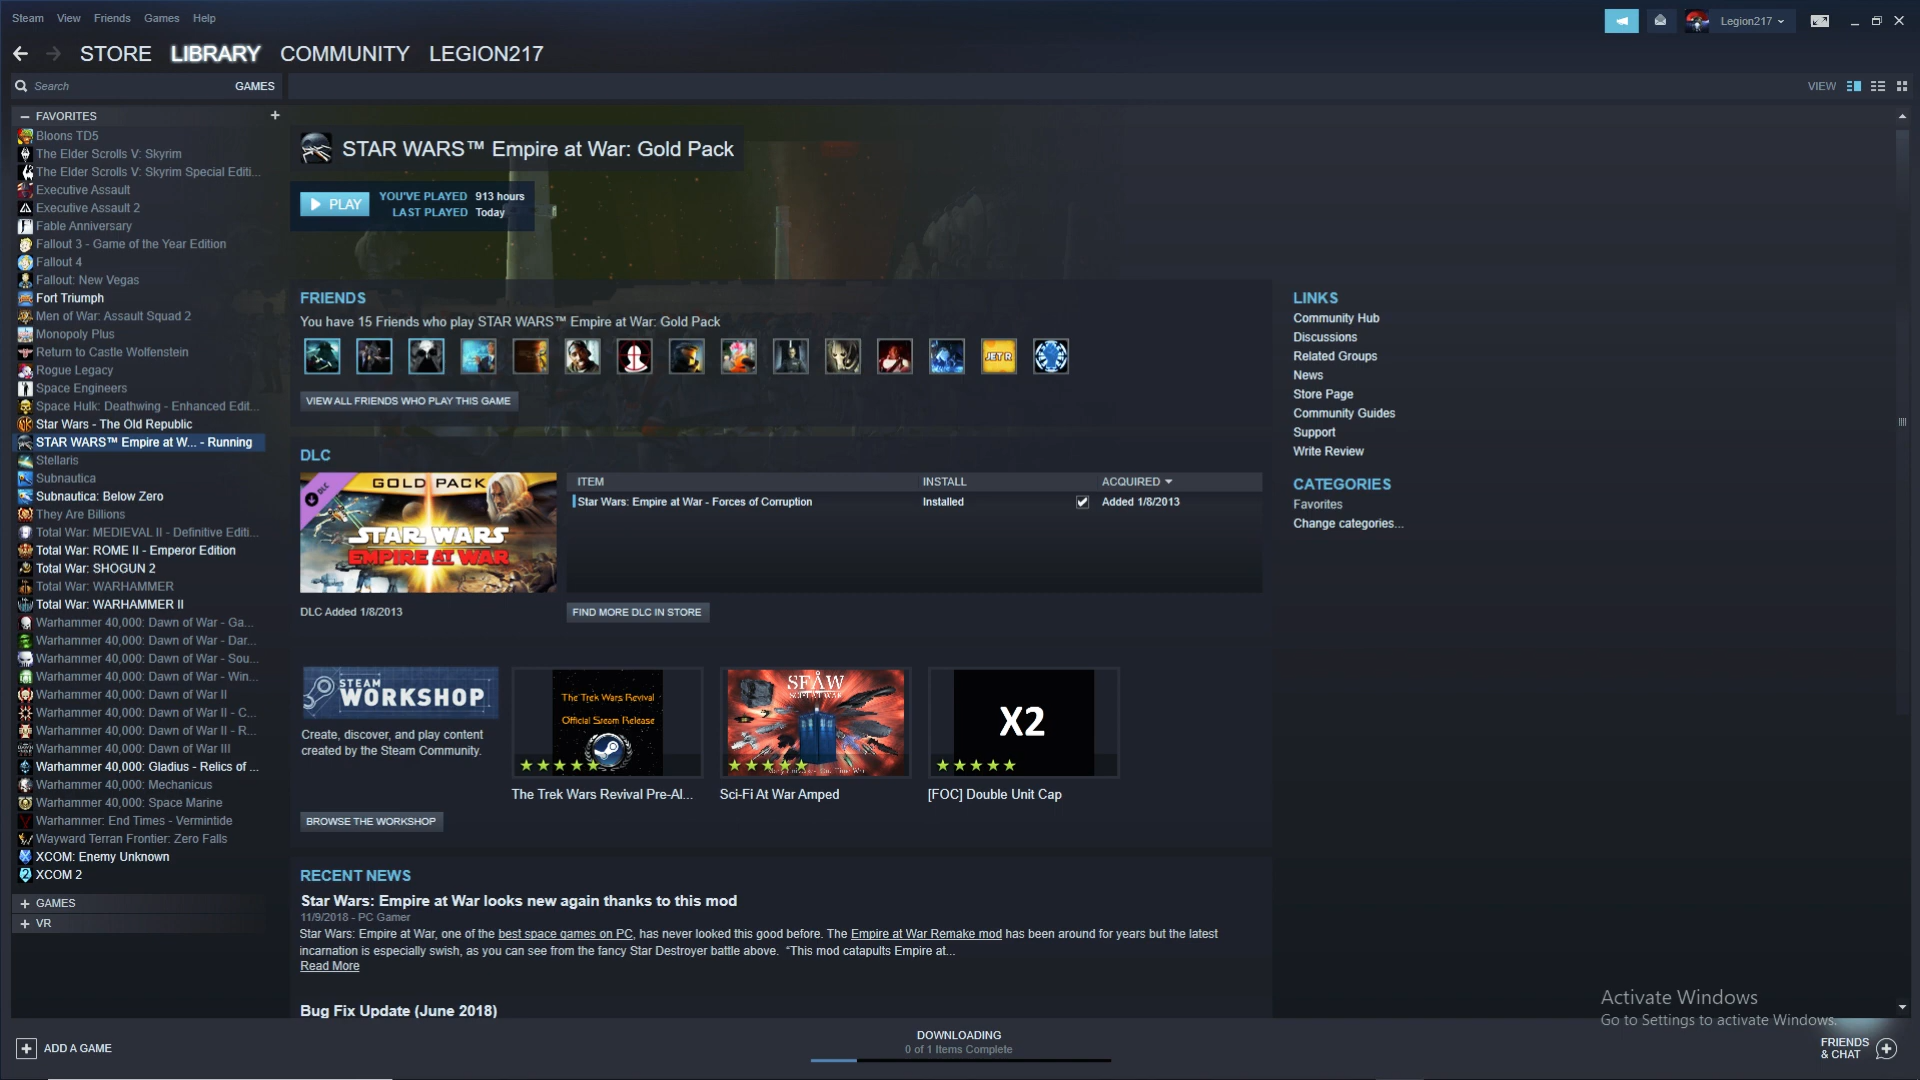 Steam View Friends Games Help
Legion217
STORE LIBRARY COMMUNITY LEGION217
Search GAMES
VIEW
FAVORITES
Bloons TD5
The Elder Scrolls V: Skyrim
The Elder Scrolls V: Skyrim Special Editi...
Executive Assault
Executive Assault 2
Fable Anniversary
Fallout 3 - Game of the Year Edition
Fallout 4
Fallout: New Vegas
Fort Triumph
Men of War: Assault Squad 2
Monopoly Plus
Return to Castle Wolfenstein
Rogue Legacy
Space Engineers
Space Hulk: Deathwing - Enhanced Edit...
Star Wars - The Old Republic
STAR WARS™ Empire at W... - Running
Stellaris
Subnautica
Subnautica: Below Zero
They Are Billions
Total War: MEDIEVAL II - Definitive Editi...
Total War: ROME II - Emperor Edition
Total War: SHOGUN 2
Total War: WARHAMMER
Total War: WARHAMMER II
Warhammer 40,000: Dawn of War - Ga...
Warhammer 40,000: Dawn of War - Dar...
Warhammer 40,000: Dawn of War - Sou...
Warhammer 40,000: Dawn of War - Win...
Warhammer 40,000: Dawn of War II
Warhammer 40,000: Dawn of War II - C...
Warhammer 40,000: Dawn of War II - R...
Warhammer 40,000: Dawn of War III
Warhammer 40,000: Gladius - Relics of ...
Warhammer 40,000: Mechanicus
Warhammer 40,000: Space Marine
Warhammer: End Times - Vermintide
Wayward Terran Frontier: Zero Falls
XCOM: Enemy Unknown
XCOM 2
GAMES
VR
STAR WARS™ Empire at War: Gold Pack
PLAY
YOU'VE PLAYED 913 hours
LAST PLAYED Today
FRIENDS
You have 15 Friends who play STAR WARS™ Empire at War: Gold Pack
JET R
VIEW ALL FRIENDS WHO PLAY THIS GAME
DLC
DLC
GOLD PACK
STAR WARS
EMPIRE AT WAR
DLC Added 1/8/2013
ITEM INSTALL ACQUIRED
Star Wars: Empire at War - Forces of Corruption Installed Added 1/8/2013
FIND MORE DLC IN STORE
STEAM
WORKSHOP
Create, discover, and play content
created by the Steam Community.
BROWSE THE WORKSHOP
The Trek Wars Revival
Official Steam Release
The Trek Wars Revival Pre-Al...
SFAW
Sci-Fi At War Amped
X2
[FOC] Double Unit Cap
RECENT NEWS
Star Wars: Empire at War looks new again thanks to this mod
11/9/2018 - PC Gamer
Star Wars: Empire at War, one of the best space games on PC, has never looked this good before. The Empire at War Remake mod has been around for years but the latest
incarnation is especially swish, as you can see from the fancy Star Destroyer battle above. "This mod catapults Empire at...
Read More
Bug Fix Update (June 2018)
LINKS
Community Hub
Discussions
Related Groups
News
Store Page
Community Guides
Support
Write Review
CATEGORIES
Favorites
Change categories...
Activate Windows
Go to Settings to activate Windows.
ADD A GAME
DOWNLOADING
0 of 1 Items Complete
FRIENDS
& CHAT